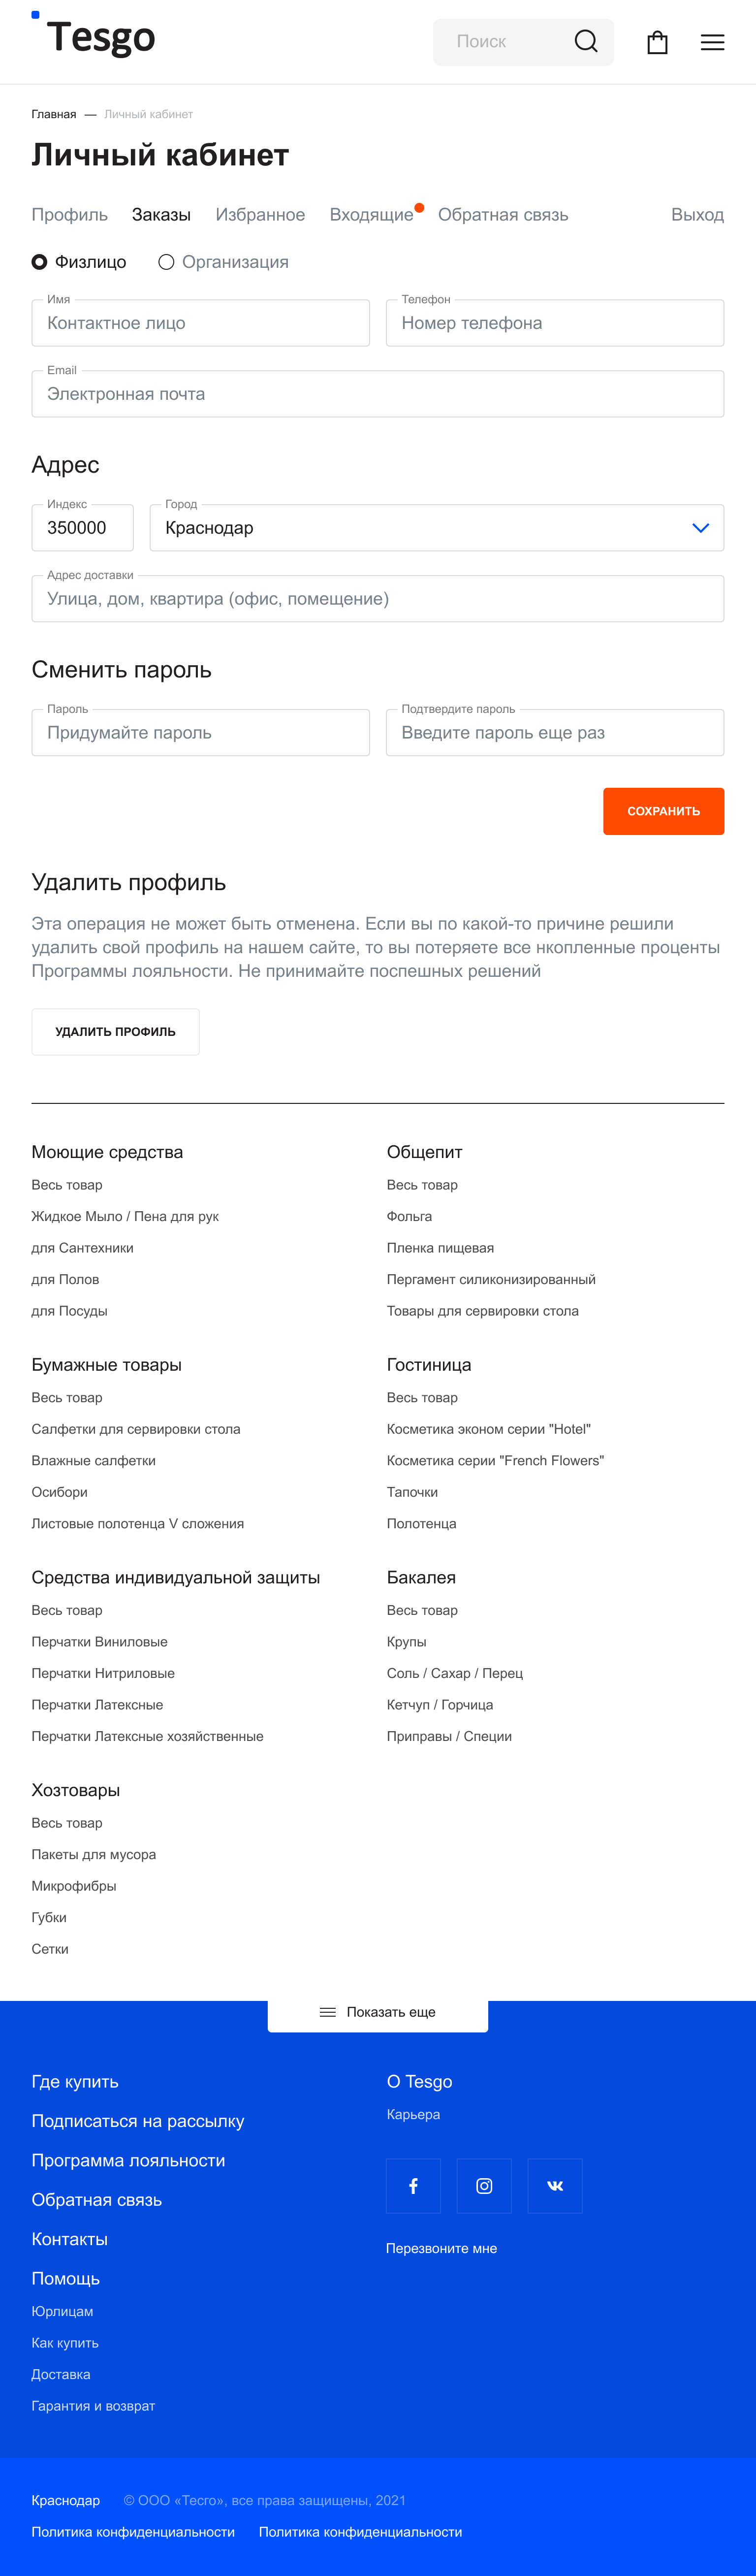 Tesgo
Поиск
Главная — Личный кабинет
Личный кабинет
Профиль Заказы Избранное Входящие Обратная связь Выход
Физлицо Организация
Имя Телефон
Контактное лицо Номер телефона
Email
Электронная почта
Адрес
Индекс Город
350000 Краснодар
Адрес доставки
Улица, дом, квартира (офис, помещение)
Сменить пароль
Пароль Подтвердите пароль
Придумайте пароль Введите пароль еще раз
СОХРАНИТЬ
Удалить профиль
Эта операция не может быть отменена. Если вы по какой-то причине решили
удалить свой профиль на нашем сайте, то вы потеряете все нкопленные проценты
Программы лояльности. Не принимайте поспешных решений
УДАЛИТЬ ПРОФИЛЬ
Моющие средства
Весь товар
Жидкое Мыло / Пена для рук
для Сантехники
для Полов
для Посуды
Общепит
Весь товар
Фольга
Пленка пищевая
Пергамент силиконизированный
Товары для сервировки стола
Бумажные товары
Весь товар
Салфетки для сервировки стола
Влажные салфетки
Осибори
Листовые полотенца V сложения
Гостиница
Весь товар
Косметика эконом серии "Hotel"
Косметика серии "French Flowers"
Тапочки
Полотенца
Средства индивидуальной защиты
Весь товар
Перчатки Виниловые
Перчатки Нитриловые
Перчатки Латексные
Перчатки Латексные хозяйственные
Бакалея
Весь товар
Крупы
Соль / Сахар / Перец
Кетчуп / Горчица
Приправы / Специи
Хозтовары
Весь товар
Пакеты для мусора
Микрофибры
Губки
Сетки
Показать еще
Где купить
Подписаться на рассылку
Программа лояльности
Обратная связь
Контакты
Помощь
Юрлицам
Как купить
Доставка
Гарантия и возврат
О Tesgo
Карьера
Перезвоните мне
Краснодар © ООО «Тесго», все права защищены, 2021
Политика конфиденциальности Политика конфиденциальности